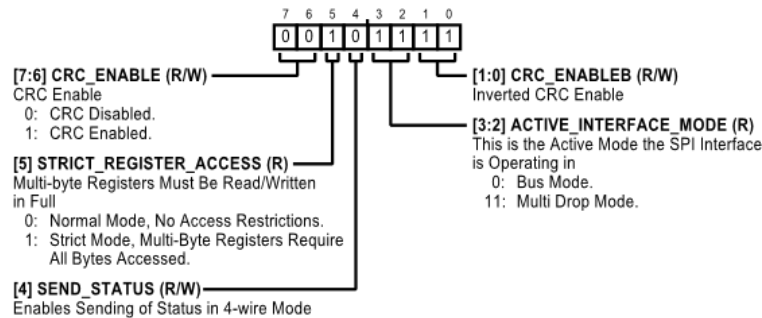 7 6 5 4 3 2 1 0
0 0 1 0 1 1 1 1
[7:6] CRC_ENABLE (R/W)
CRC Enable
0: CRC Disabled.
1: CRC Enabled.
[5] STRICT_REGISTER_ACCESS (R)
Multi-byte Registers Must Be Read/Written
in Full
0: Normal Mode, No Access Restrictions.
1: Strict Mode, Multi-Byte Registers Require
All Bytes Accessed.
[4] SEND_STATUS (R/W)
Enables Sending of Status in 4-wire Mode
[1:0] CRC_ENABLEB (R/W)
Inverted CRC Enable
[3:2] ACTIVE_INTERFACE_MODE (R)
This is the Active Mode the SPI Interface
is Operating in
0: Bus Mode.
11: Multi Drop Mode.